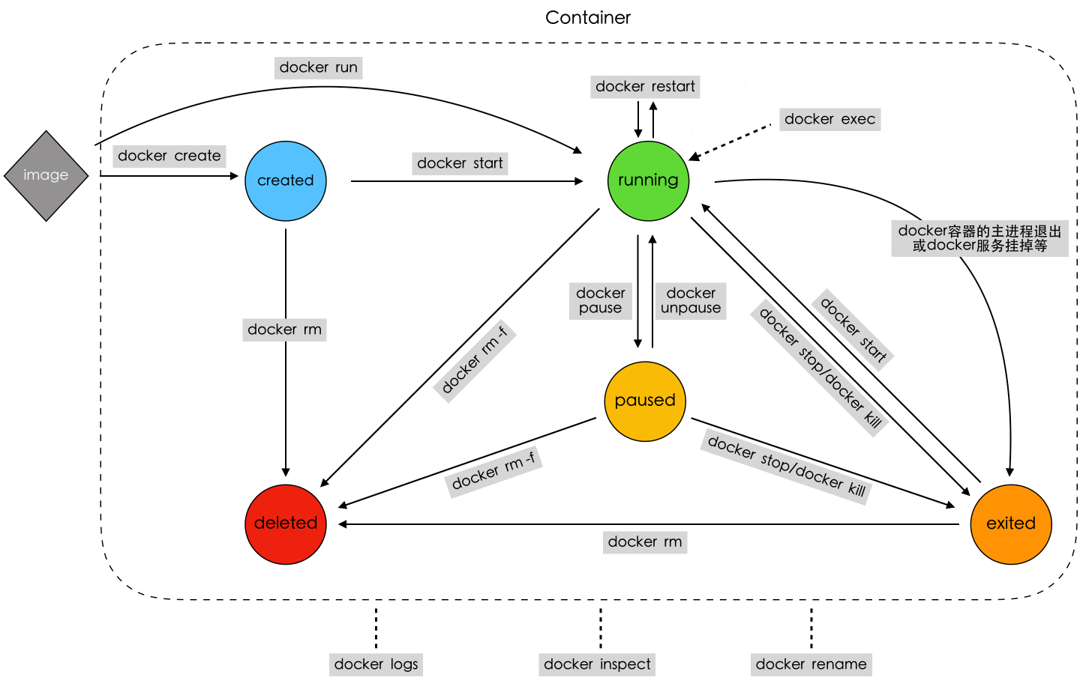 Container
docker run
docker restart
docker exec
docker create
docker start
image
created
running
docker容器的主进程退出
或docker服务挂掉等
docker
pause
docker
unpause
docker rm
docker rm -f
docker start
docker stop/docker kill
paused
docker rm -f
docker stop/docker kill
deleted
exited
docker rm
docker logs
docker inspect
docker rename